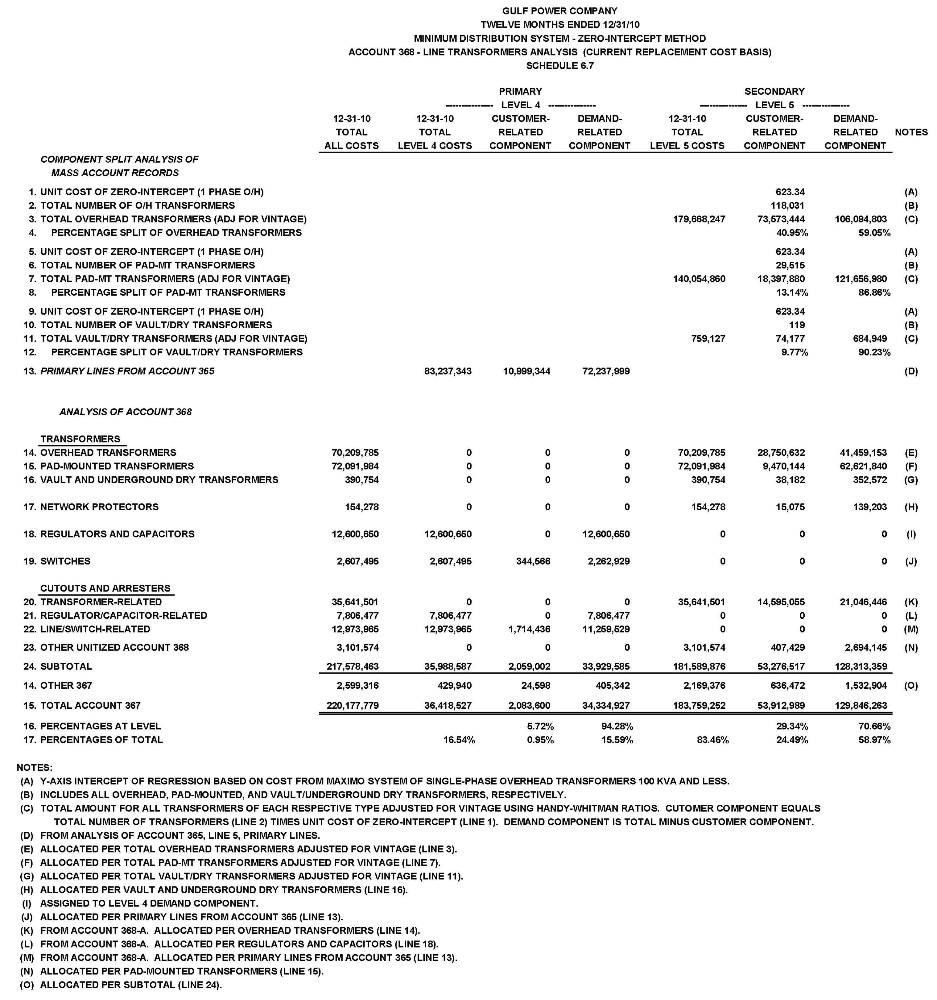 GULF POWER COMPANY
TWELVE MONTHS ENDED 12/31/10
MINIMUM DISTRIBUTION SYSTEM - ZERO-INTERCEPT METHOD
ACCOUNT 368 - LINE TRANSFORMERS ANALYSIS (CURRENT REPLACEMENT COST BASIS)
SCHEDULE 6.7
PRIMARY SECONDARY
--------------- LEVEL 4 --------------- --------------- LEVEL 5 ---------------
12-31-10 12-31-10 CUSTOMER- DEMAND- 12-31-10 CUSTOMER- DEMAND-
TOTAL TOTAL RELATED RELATED TOTAL RELATED RELATED NOTES
ALL COSTS LEVEL 4 COSTS COMPONENT COMPONENT LEVEL 5 COSTS COMPONENT COMPONENT
COMPONENT SPLIT ANALYSIS OF
MASS ACCOUNT RECORDS
1. UNIT COST OF ZERO-INTERCEPT (1 PHASE O/H) 623.34 (A)
2. TOTAL NUMBER OF O/H TRANSFORMERS 118,031 (B)
3. TOTAL OVERHEAD TRANSFORMERS (ADJ FOR VINTAGE) 179,668,247 73,573,444 106,094,803 (C)
4. PERCENTAGE SPLIT OF OVERHEAD TRANSFORMERS 40.95% 59.05%
5. UNIT COST OF ZERO-INTERCEPT (1 PHASE O/H) 623.34 (A)
6. TOTAL NUMBER OF PAD-MT TRANSFORMERS 29,515 (B)
7. TOTAL PAD-MT TRANSFORMERS (ADJ FOR VINTAGE) 140,054,860 18,397,880 121,656,980 (C)
8. PERCENTAGE SPLIT OF PAD-MT TRANSFORMERS 13.14% 86.86%
9. UNIT COST OF ZERO-INTERCEPT (1 PHASE O/H) 623.34 (A)
10. TOTAL NUMBER OF VAULT/DRY TRANSFORMERS 119 (B)
11. TOTAL VAULT/DRY TRANSFORMERS (ADJ FOR VINTAGE) 759,127 74,177 684,949 (C)
12. PERCENTAGE SPLIT OF VAULT/DRY TRANSFORMERS 9.77% 90.23%
13. PRIMARY LINES FROM ACCOUNT 365 83,237,343 10,999,344 72,237,999 (D)
ANALYSIS OF ACCOUNT 368
TRANSFORMERS
14. OVERHEAD TRANSFORMERS 70,209,785 0 0 0 70,209,785 28,750,632 41,459,153 (E)
15. PAD-MOUNTED TRANSFORMERS 72,091,984 0 0 0 72,091,984 9,470,144 62,621,840 (F)
16. VAULT AND UNDERGROUND DRY TRANSFORMERS 390,754 0 0 0 390,754 38,182 352,572 (G)
17. NETWORK PROTECTORS 154,278 0 0 0 154,278 15,075 139,203 (H)
18. REGULATORS AND CAPACITORS 12,600,650 12,600,650 0 12,600,650 0 0 0 (I)
19. SWITCHES 2,607,495 2,607,495 344,566 2,262,929 0 0 0 (J)
CUTOUTS AND ARRESTERS
20. TRANSFORMER-RELATED 35,641,501 0 0 0 35,641,501 14,595,055 21,046,446 (K)
21. REGULATOR/CAPACITOR-RELATED 7,806,477 7,806,477 0 7,806,477 0 0 0 (L)
22. LINE/SWITCH-RELATED 12,973,965 12,973,965 1,714,436 11,259,529 0 0 0 (M)
23. OTHER UNITIZED ACCOUNT 368 3,101,574 0 0 0 3,101,574 407,429 2,694,145 (N)
24. SUBTOTAL 217,578,463 35,988,587 2,059,002 33,929,585 181,589,876 53,276,517 128,313,359
14. OTHER 367 2,599,316 429,940 24,598 405,342 2,169,376 636,472 1,532,904 (O)
15. TOTAL ACCOUNT 367 220,177,779 36,418,527 2,083,600 34,334,927 183,759,252 53,912,989 129,846,263
16. PERCENTAGES AT LEVEL 5.72% 94.28% 29.34% 70.66%
17. PERCENTAGES OF TOTAL 16.54% 0.95% 15.59% 83.46% 24.49% 58.97%
NOTES:
(A) Y-AXIS INTERCEPT OF REGRESSION BASED ON COST FROM MAXIMO SYSTEM OF SINGLE-PHASE OVERHEAD TRANSFORMERS 100 KVA AND LESS.
(B) INCLUDES ALL OVERHEAD, PAD-MOUNTED, AND VAULT/UNDERGROUND DRY TRANSFORMERS, RESPECTIVELY.
(C) TOTAL AMOUNT FOR ALL TRANSFORMERS OF EACH RESPECTIVE TYPE ADJUSTED FOR VINTAGE USING HANDY-WHITMAN RATIOS. CUTOMER COMPONENT EQUALS
TOTAL NUMBER OF TRANSFORMERS (LINE 2) TIMES UNIT COST OF ZERO-INTERCEPT (LINE 1). DEMAND COMPONENT IS TOTAL MINUS CUSTOMER COMPONENT.
(D) FROM ANALYSIS OF ACCOUNT 365, LINE 5, PRIMARY LINES.
(E) ALLOCATED PER TOTAL OVERHEAD TRANSFORMERS ADJUSTED FOR VINTAGE (LINE 3).
(F) ALLOCATED PER TOTAL PAD-MT TRANSFORMERS ADJUSTED FOR VINTAGE (LINE 7).
(G) ALLOCATED PER TOTAL VAULT/DRY TRANSFORMERS ADJUSTED FOR VINTAGE (LINE 11).
(H) ALLOCATED PER VAULT AND UNDERGROUND DRY TRANSFORMERS (LINE 16).
(I) ASSIGNED TO LEVEL 4 DEMAND COMPONENT.
(J) ALLOCATED PER PRIMARY LINES FROM ACCOUNT 365 (LINE 13).
(K) FROM ACCOUNT 368-A. ALLOCATED PER OVERHEAD TRANSFORMERS (LINE 14).
(L) FROM ACCOUNT 368-A. ALLOCATED PER REGULATORS AND CAPACITORS (LINE 18).
(M) FROM ACCOUNT 368-A. ALLOCATED PER PRIMARY LINES FROM ACCOUNT 365 (LINE 13).
(N) ALLOCATED PER PAD-MOUNTED TRANSFORMERS (LINE 15).
(O) ALLOCATED PER SUBTOTAL (LINE 24).